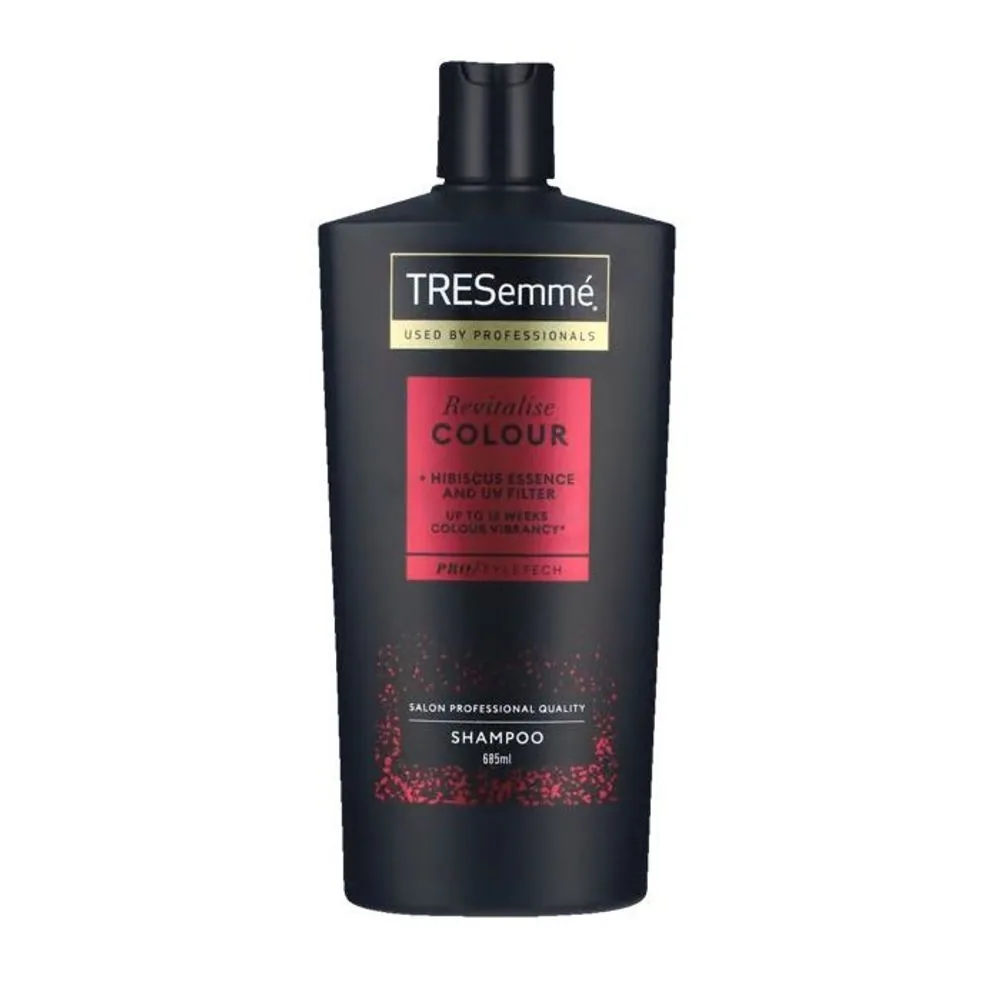 TRESemmé
USED BY PROFESSIONALS
Revitalise
COLOUR
+ HIBISCUS ESSENCE
AND UV FILTER
UP TO 12 WEEKS
COLOUR VIBRANCY*
PRO/STYLETECH
SALON PROFESSIONAL QUALITY
SHAMPOO
685ml